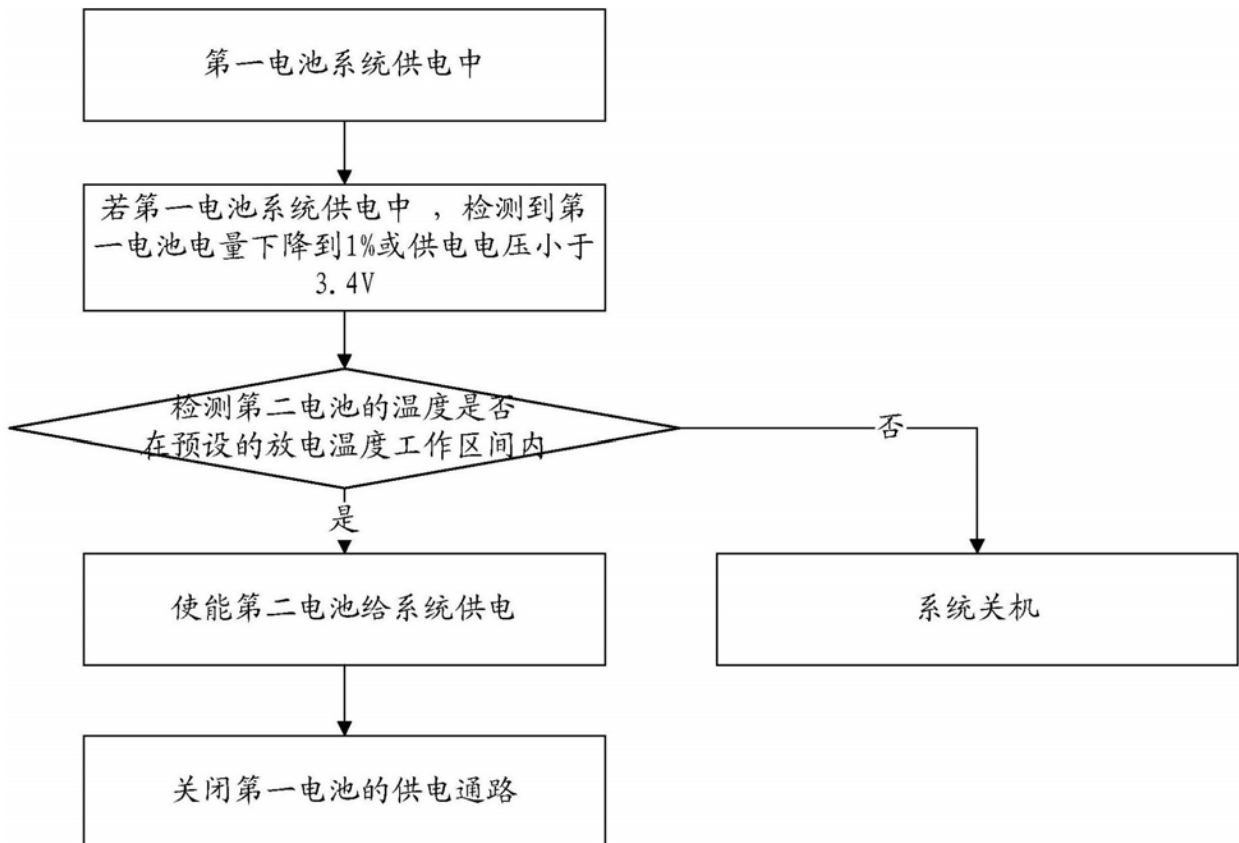 第一电池系统供电中
若第一电池系统供电中 ，检测到第
一电池电量下降到1%或供电电压小于
3.4V
检测第二电池的温度是否
在预设的放电温度工作区间内
否
是
使能第二电池给系统供电
系统关机
关闭第一电池的供电通路